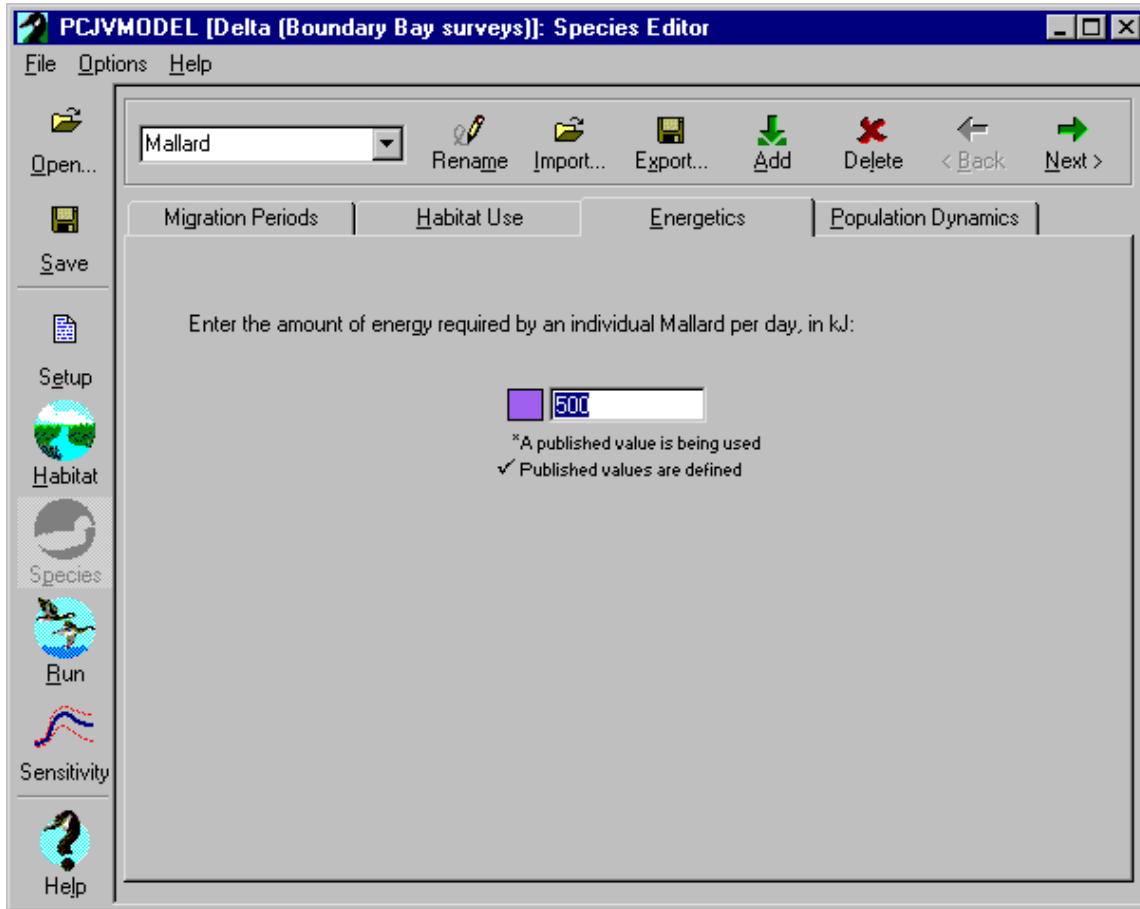 PCJVMODEL [Delta (Boundary Bay surveys)]: Species Editor
File Options Help
Open...
Save
Setup
Habitat
Species
Run
Sensitivity
Help
Mallard
Rename Import... Export... Add Delete < Back Next >
Migration Periods Habitat Use Energetics Population Dynamics
Enter the amount of energy required by an individual Mallard per day, in kJ:
500
*A published value is being used
✓ Published values are defined